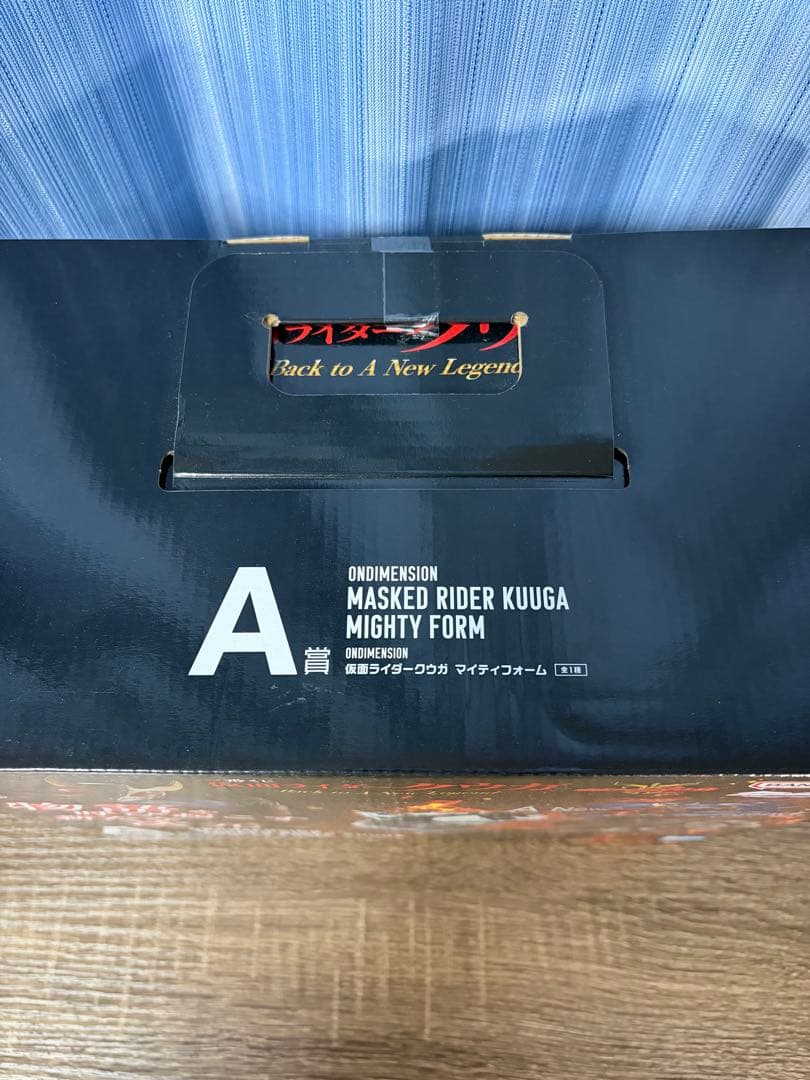 ライダー
Back to A New Legend
A賞
ONDIMENSION
MASKED RIDER KUUGA
MIGHTY FORM
ONDIMENSION
仮面ライダークウガ マイティフォーム 全1種